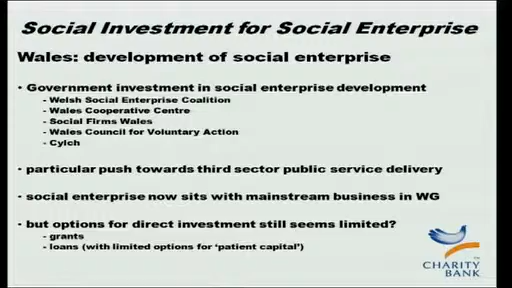 Social Investment for Social Enterprise
Wales: development of social enterprise
• Government investment in social enterprise development
- Welsh Social Enterprise Coalition
- Wales Cooperative Centre
- Social Firms Wales
- Wales Council for Voluntary Action
- Cylch
• particular push towards third sector public service delivery
• social enterprise now sits with mainstream business in WG
• but options for direct investment still seems limited?
- grants
- loans (with limited options for 'patient capital')
CHARITY
BANK